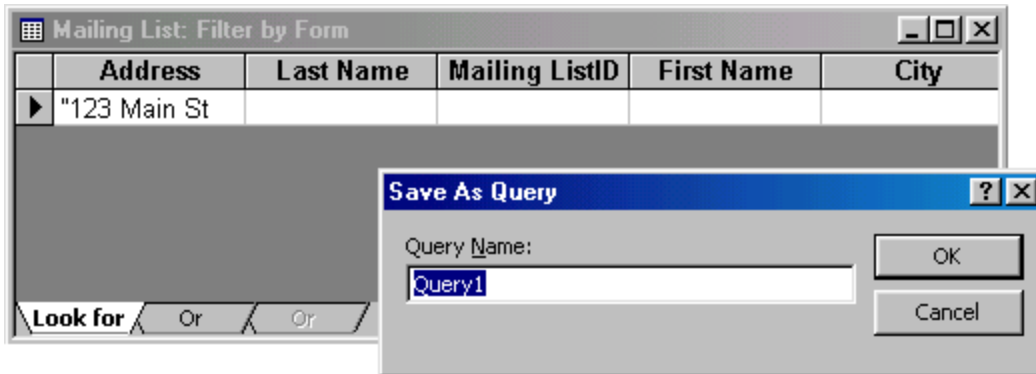 Mailing List: Filter by Form
Address Last Name Mailing ListID First Name City
"123 Main St
Save As Query
Query Name:
OK
Query1
Cancel
Look for Or Or